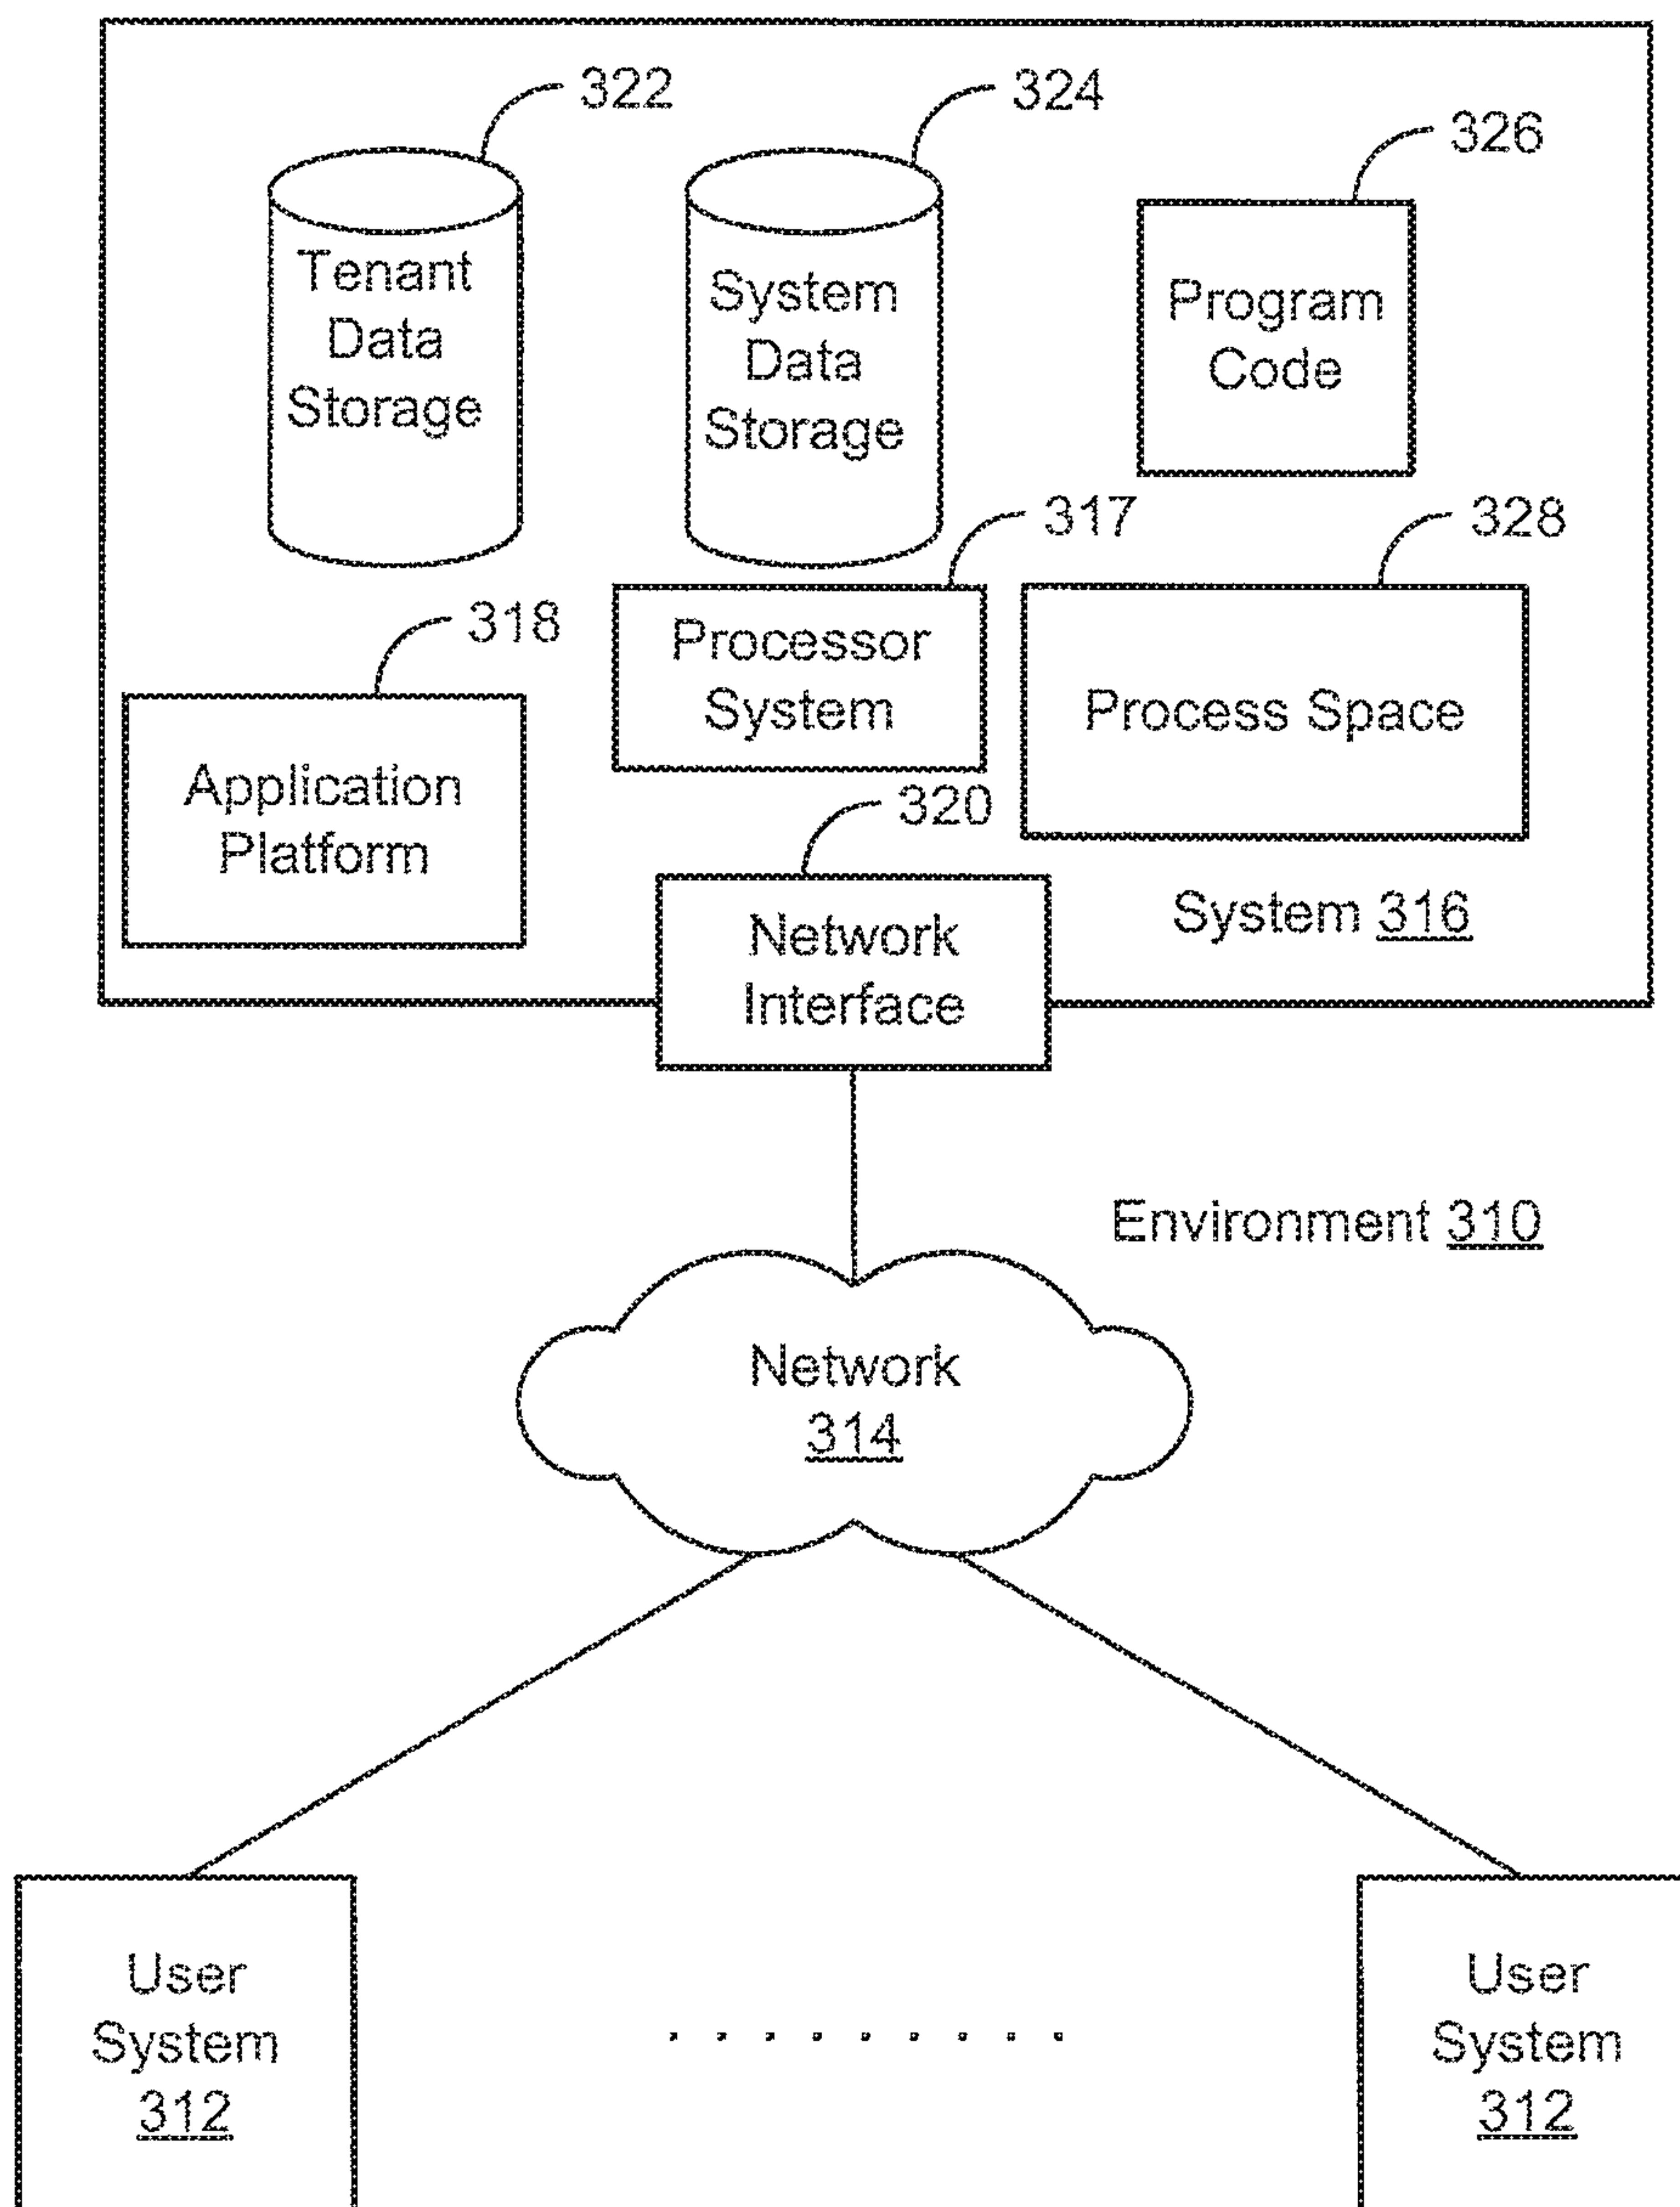 322
324
326
Tenant
Data
Storage
System
Data
Storage
Program
Code
317
328
318
Processor
System
Process Space
Application
Platform
320
Network
Interface
System 316
Environment 310
Network
314
User
System
312
User
System
312